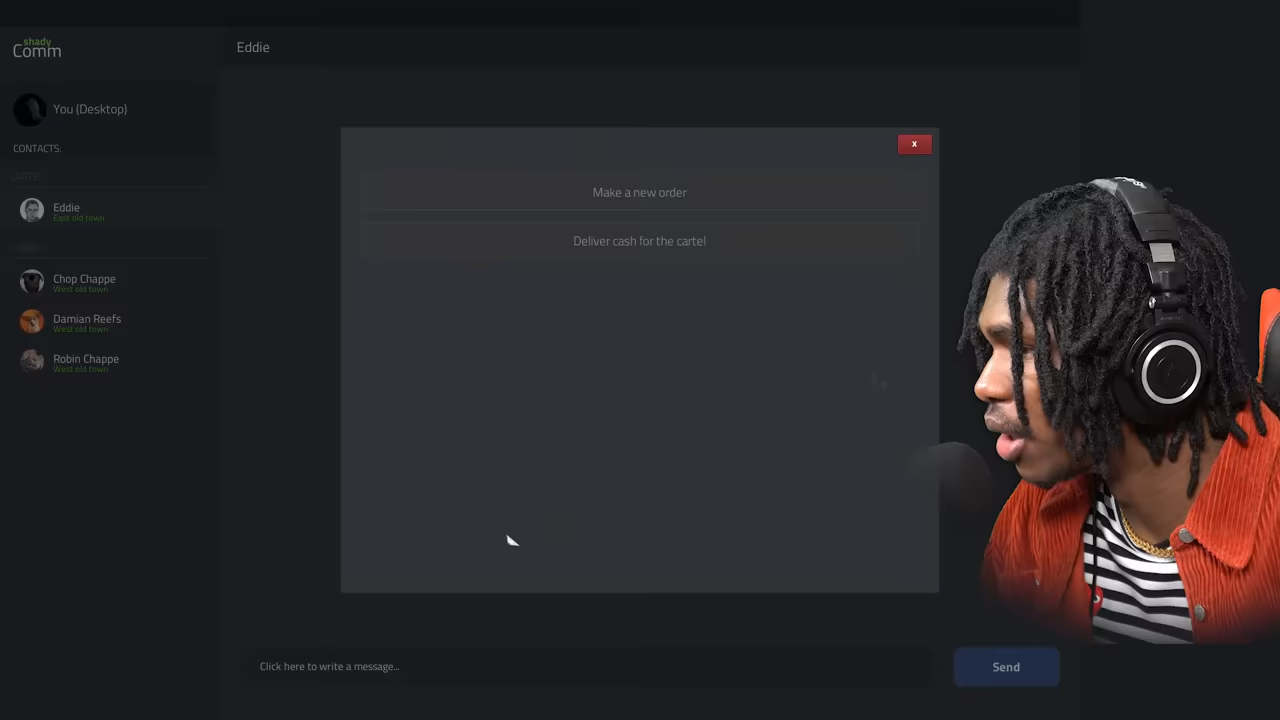 shady
Comm
Eddie
You (Desktop)
CONTACTS:
Eddie
East old town
Chop Chappe
West old town
Damian Reefs
West old town
Robin Chappe
West old town
x
Make a new order
Deliver cash for the cartel
Click here to write a message...
Send